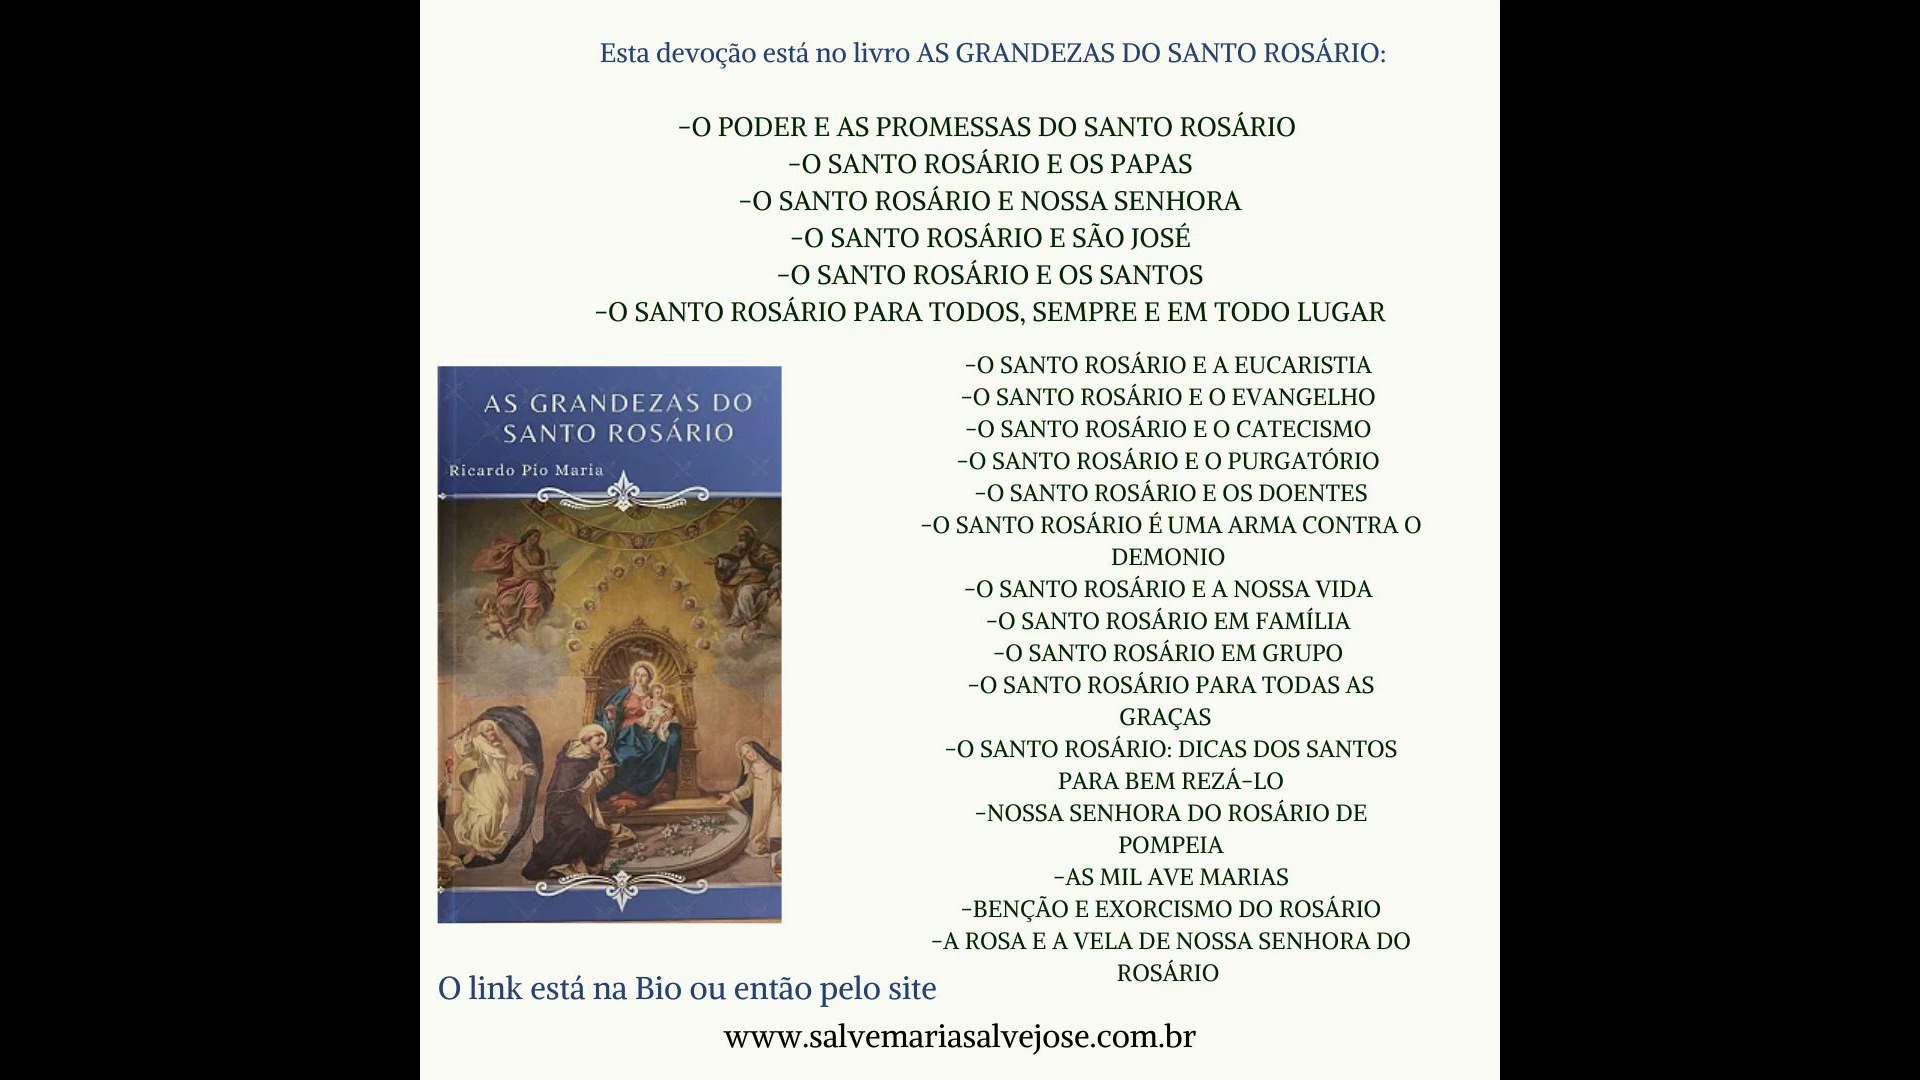 Esta devoção está no livro AS GRANDEZAS DO SANTO ROSÁRIO:
-O PODER E AS PROMESSAS DO SANTO ROSÁRIO
-O SANTO ROSÁRIO E OS PAPAS
-O SANTO ROSÁRIO E NOSSA SENHORA
-O SANTO ROSÁRIO E SÃO JOSÉ
-O SANTO ROSÁRIO E OS SANTOS
-O SANTO ROSÁRIO PARA TODOS, SEMPRE E EM TODO LUGAR
AS GRANDEZAS DO
SANTO ROSÁRIO
Ricardo Pio Maria
-O SANTO ROSÁRIO E A EUCARISTIA
-O SANTO ROSÁRIO E O EVANGELHO
-O SANTO ROSÁRIO E O CATECISMO
-O SANTO ROSÁRIO E O PURGATÓRIO
-O SANTO ROSÁRIO E OS DOENTES
-O SANTO ROSÁRIO É UMA ARMA CONTRA O
DEMONIO
-O SANTO ROSÁRIO E A NOSSA VIDA
-O SANTO ROSÁRIO EM FAMÍLIA
-O SANTO ROSÁRIO EM GRUPO
-O SANTO ROSÁRIO PARA TODAS AS
GRAÇAS
-O SANTO ROSÁRIO: DICAS DOS SANTOS
PARA BEM REZÁ-LO
-NOSSA SENHORA DO ROSÁRIO DE
POMPEIA
-AS MIL AVE MARIAS
-BENÇÃO E EXORCISMO DO ROSÁRIO
-A ROSA E A VELA DE NOSSA SENHORA DO
ROSÁRIO
O link está na Bio ou então pelo site
www.salvemariasalvejose.com.br